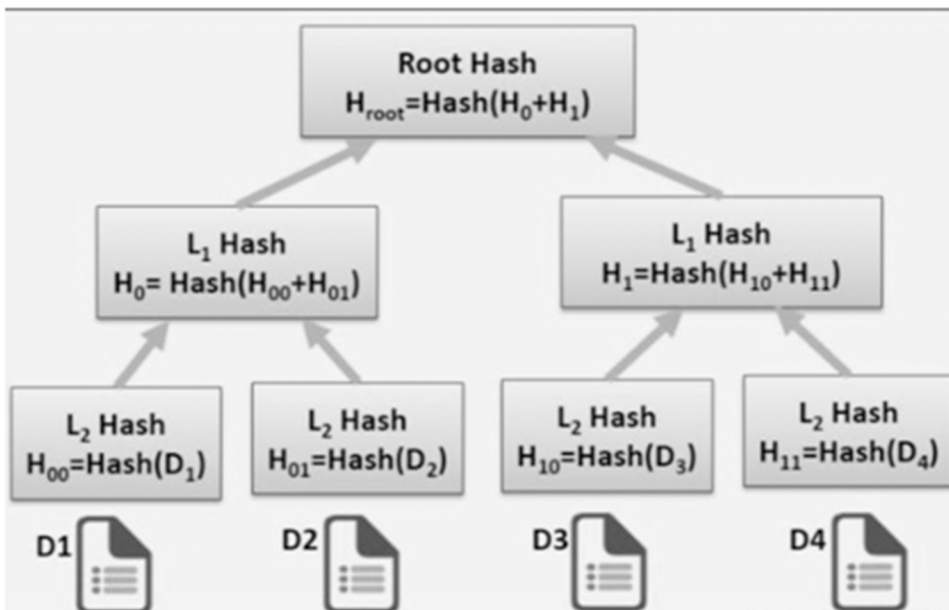 Root Hash
H_root=Hash(H₀+H₁)
L₁ Hash
H₀= Hash(H₀₀+H₀₁)
L₁ Hash
H₁=Hash(H₁₀+H₁₁)
L₂ Hash
H₀₀=Hash(D₁)
L₂ Hash
H₀₁=Hash(D₂)
L₂ Hash
H₁₀=Hash(D₃)
L₂ Hash
H₁₁=Hash(D₄)
D1
D2
D3
D4